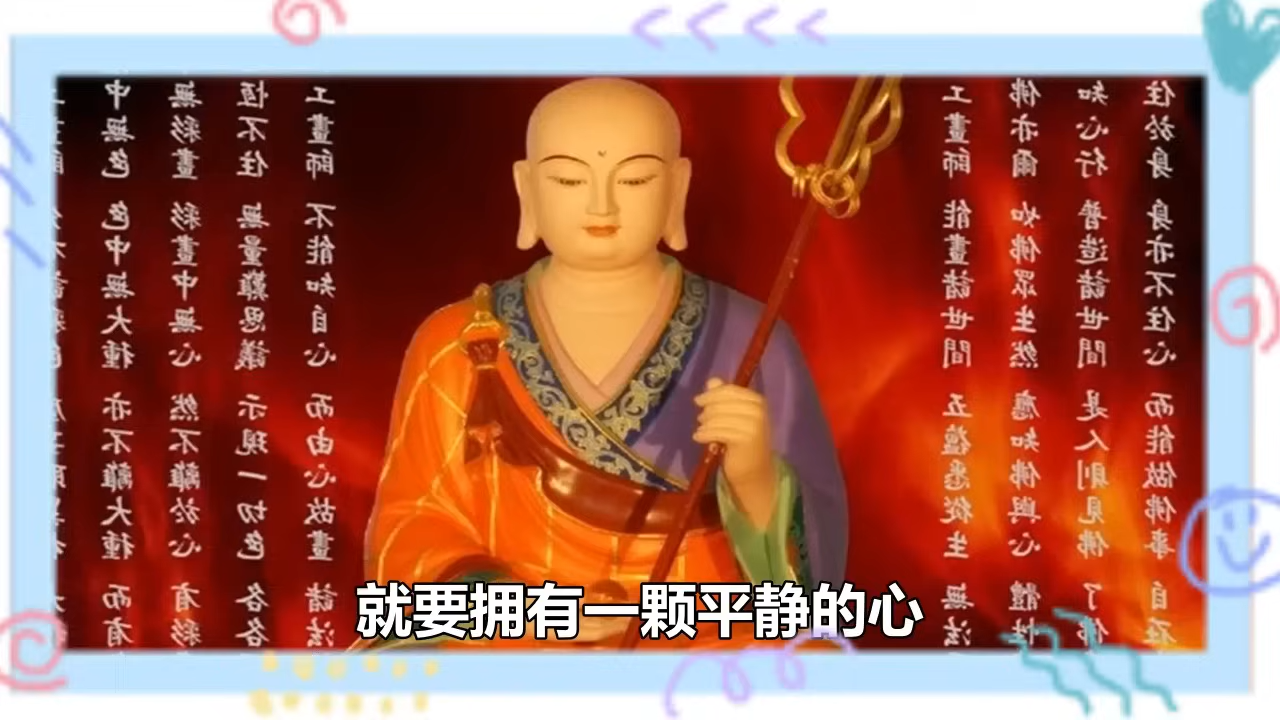 中無色 色中無大種 亦不離大種 而有
無彩畫 彩畫中無心 然不離於心 有彩
恆不住 無量難思議 示現一切色 各各
工畫師 不能知自心 而由心故畫 諸法
工畫師 能畫諸世間 五蘊悉從生 無法
佛亦爾 如佛眾生然 應知佛與心 體性
知心行 普造諸世間 是人則見佛 了佛
住於身 身亦不住心 而能做佛事 自在
就要拥有一颗平静的心